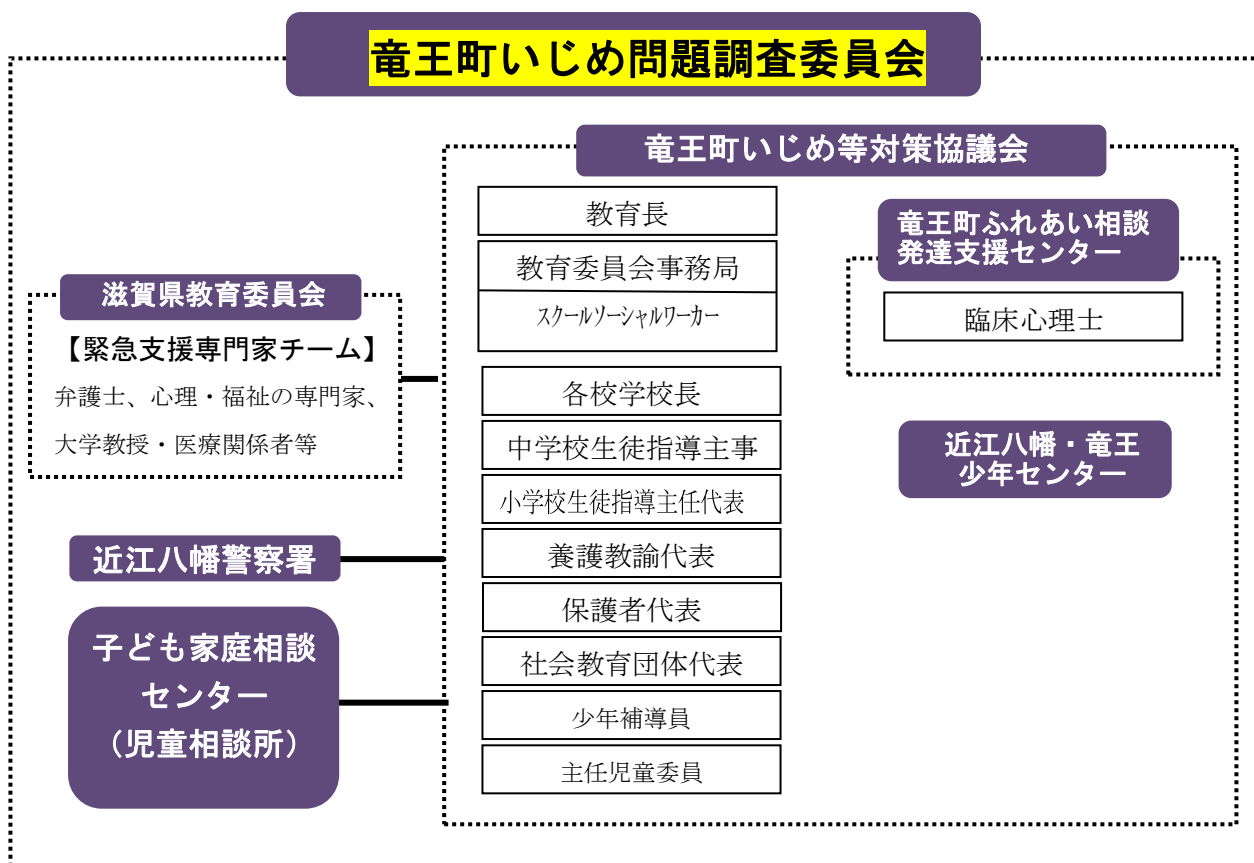 竜王町いじめ問題調査委員会
竜王町いじめ等対策協議会
滋賀県教育委員会
【緊急支援専門家チーム】
弁護士、心理・福祉の専門家、
大学教授・医療関係者等
近江八幡警察署
子ども家庭相談
センター
（児童相談所）
教育長
教育委員会事務局
スクールソーシャルワーカー
各校学校長
中学校生徒指導主事
小学校生徒指導主任代表
養護教諭代表
保護者代表
社会教育団体代表
少年補導員
主任児童委員
竜王町ふれあい相談
発達支援センター
臨床心理士
近江八幡・竜王
少年センター